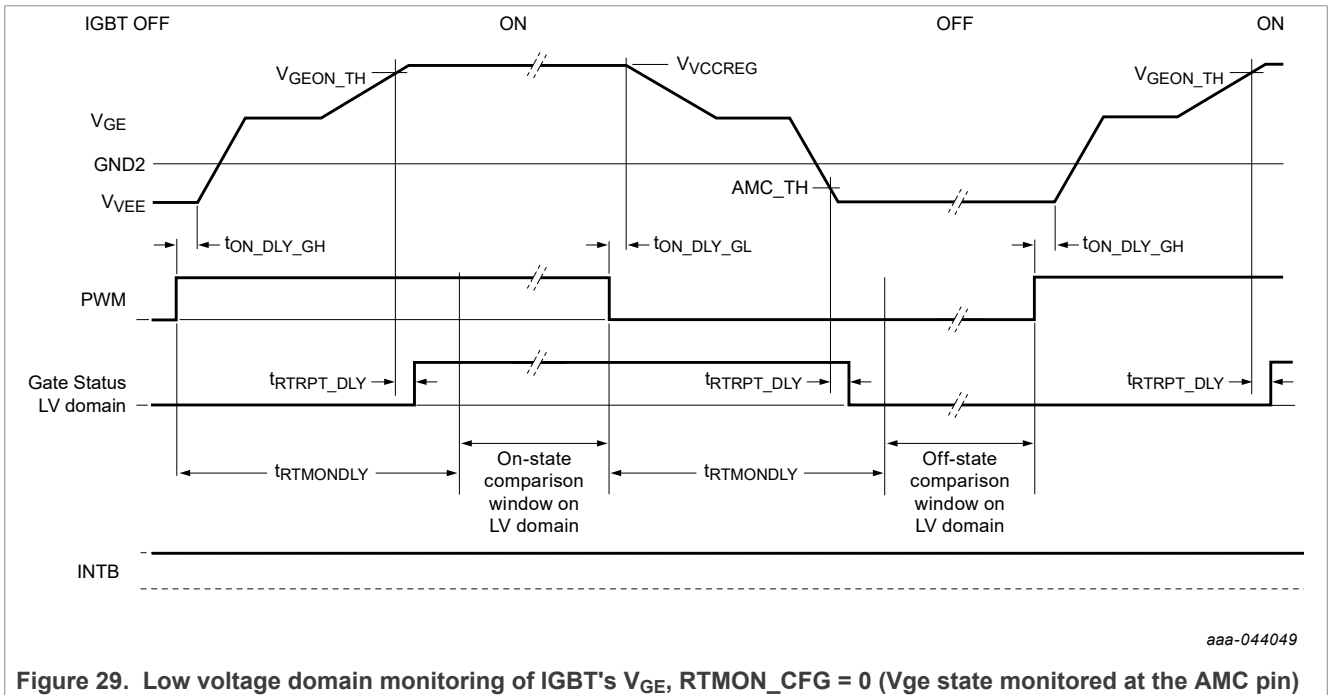 IGBT OFF ON OFF ON
VGEON_TH VVCCREG VGEON_TH
VGE
GND2
AMC_TH
VVEE
tON_DLY_GH tON_DLY_GL tON_DLY_GH
PWM
Gate Status
LV domain
tRTRPT_DLY tRTRPT_DLY tRTRPT_DLY
tRTMONDLY
On-state
comparison
window on
LV domain
tRTMONDLY
Off-state
comparison
window on
LV domain
INTB
aaa-044049
Figure 29. Low voltage domain monitoring of IGBT's VGE, RTMON_CFG = 0 (Vge state monitored at the AMC pin)